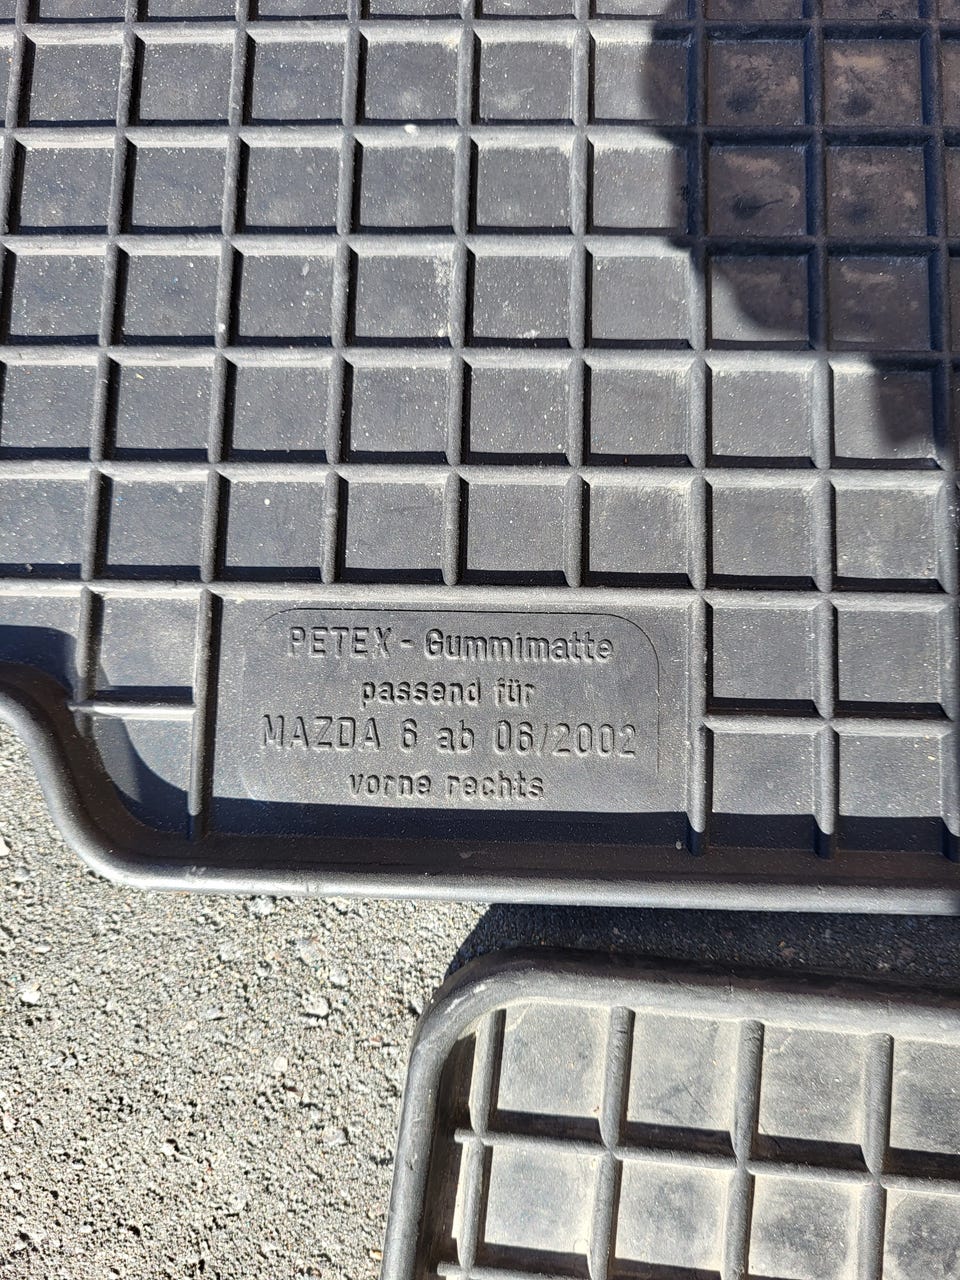 PETEX - Gummimatte
passend für
MAZDA 6 ab 06/2002
vorne rechts